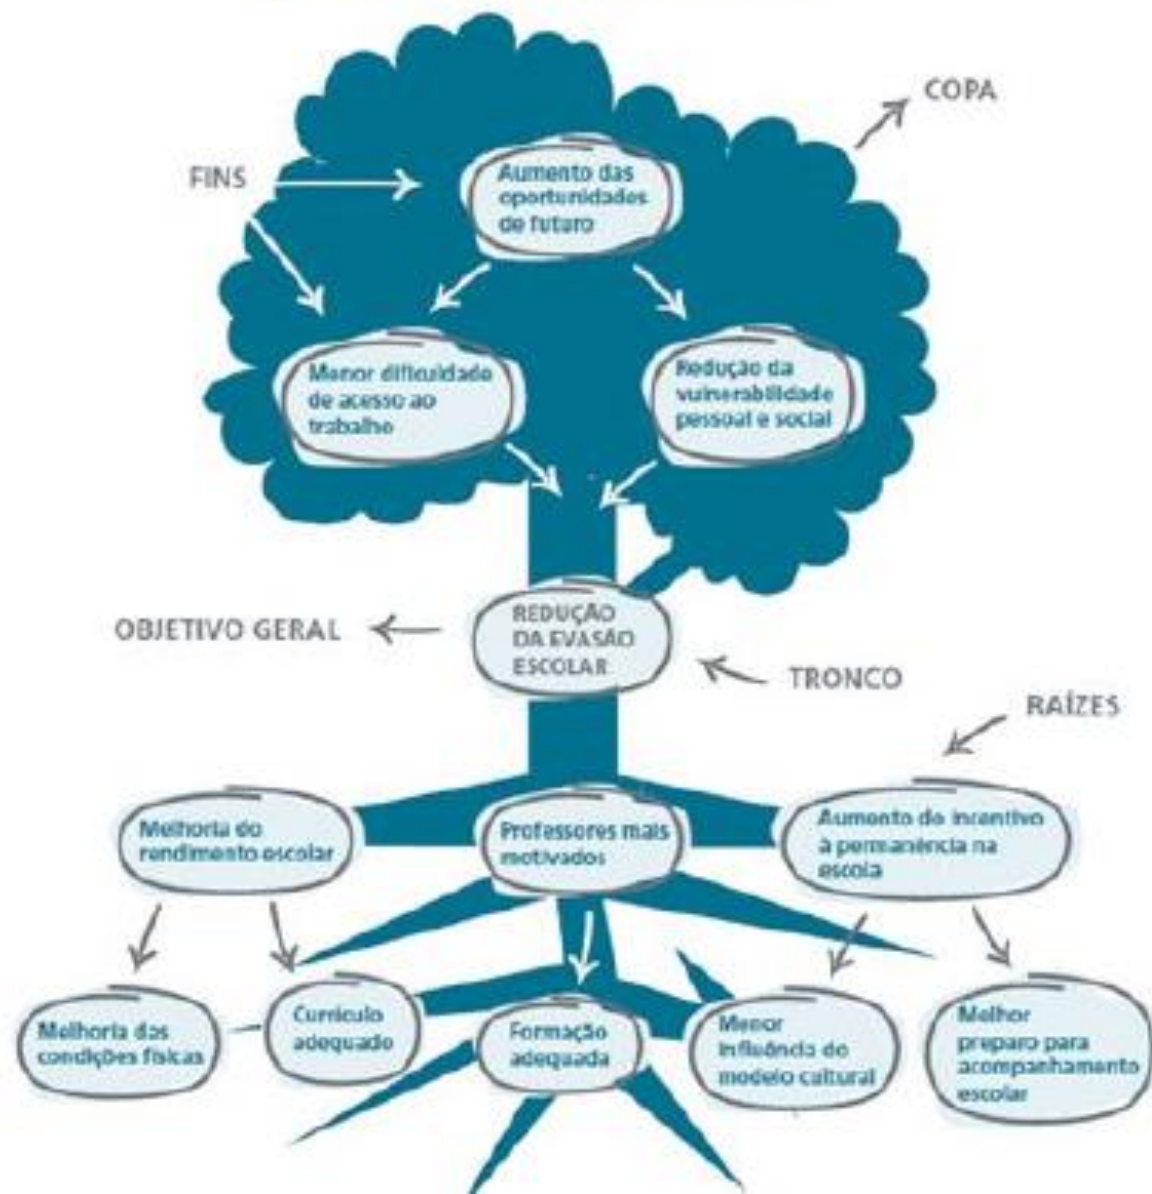 COPA
FINS
Aumento das
oportunidades
de futuro
Menor dificuldade
de acesso ao
trabalho
Redução da
vulnerabilidade
pessoal e social
OBJETIVO GERAL
REDUÇÃO
DA EVASÃO
ESCOLAR
TRONCO
RAÍZES
Melhoria do
rendimento escolar
Professores mais
motivados
Aumento do incentivo
à permanência na
escola
Melhoria das
condições físicas
Currículo
adequado
Formação
adequada
Menor
influência do
modelo cultural
Melhor
preparo para
acompanhamento
escolar